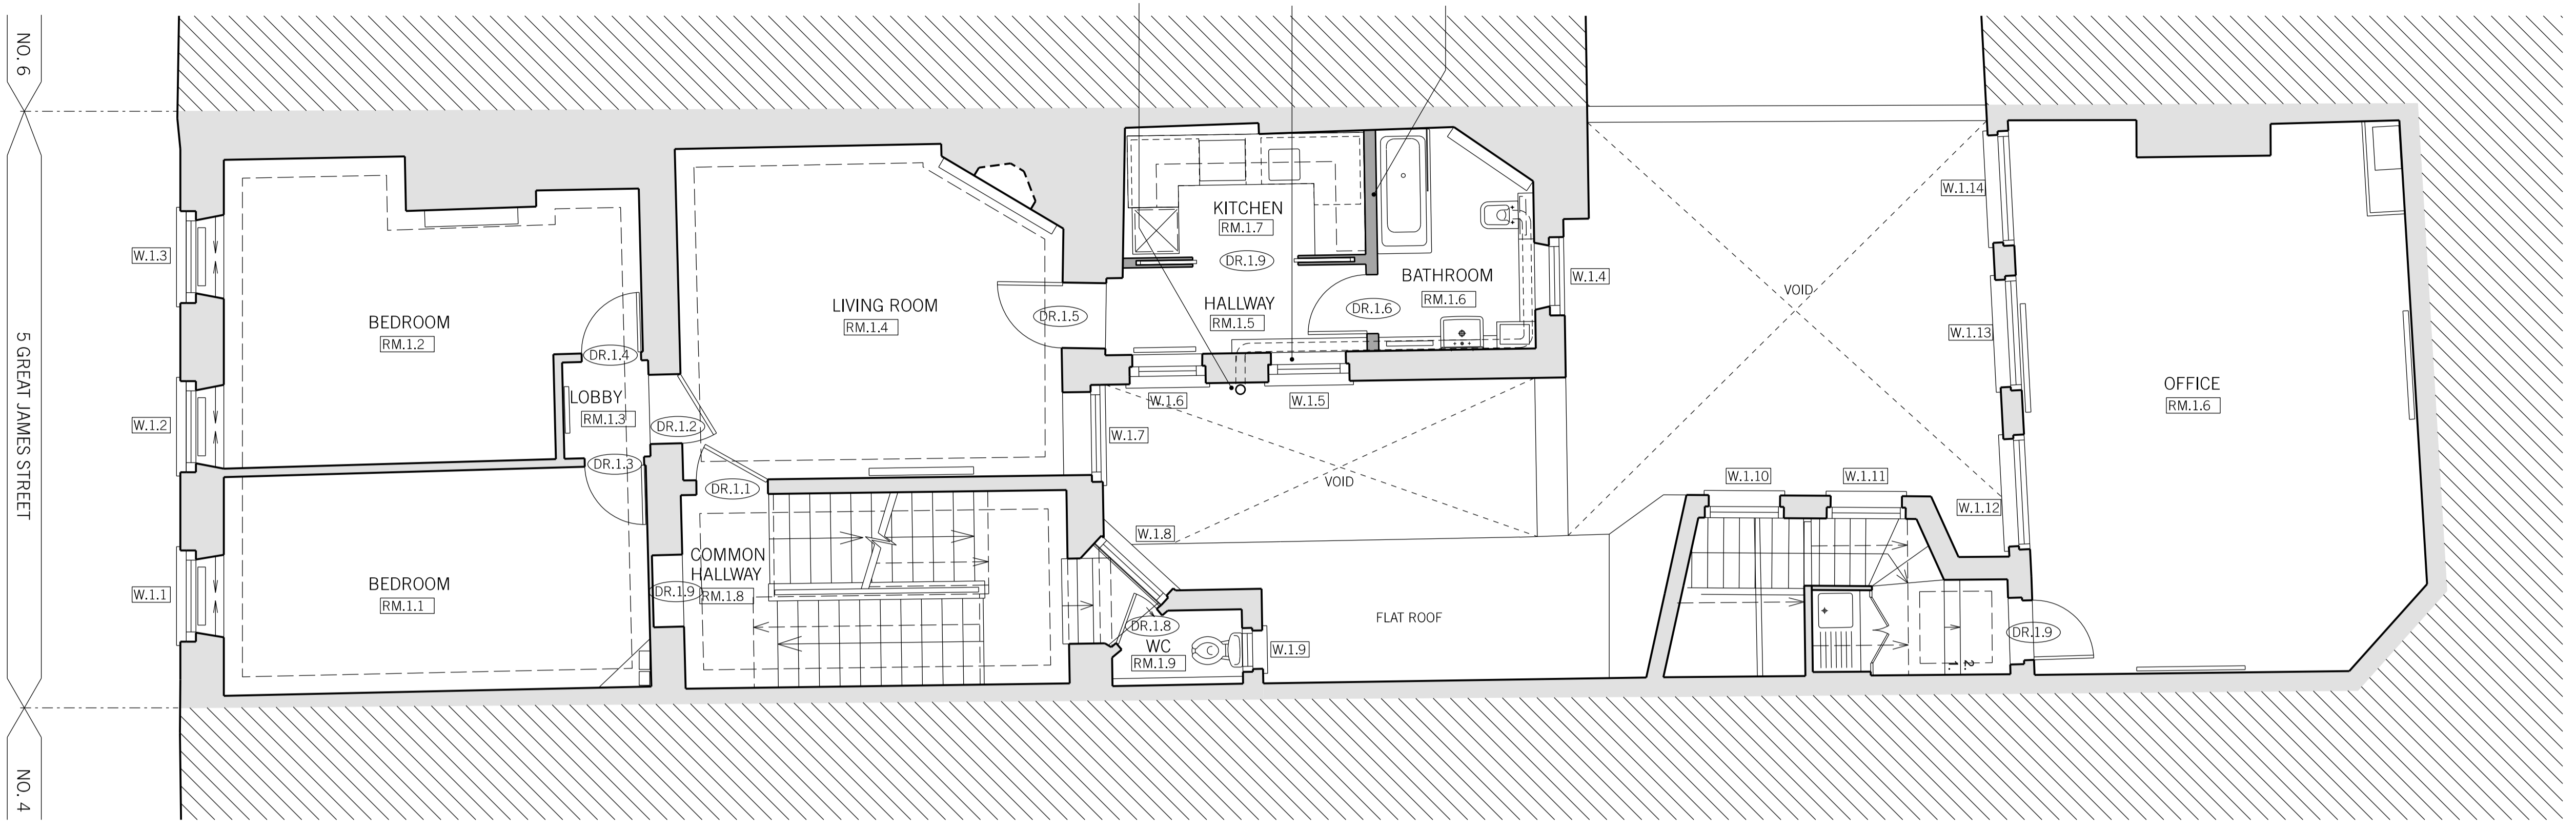 NO. 6
5 GREAT JAMES STREET
NO. 4
W.1.3
W.1.2
W.1.1
BEDROOM
RM.1.2
DR.1.4
LOBBY
RM.1.3
DR.1.3
DR.1.2
BEDROOM
RM.1.1
LIVING ROOM
RM.1.4
DR.1.5
DR.1.1
COMMON
HALLWAY
RM.1.8
DR.1.9
KITCHEN
RM.1.7
DR.1.9
HALLWAY
RM.1.5
DR.1.6
BATHROOM
RM.1.6
W.1.4
W.1.6
W.1.5
W.1.7
VOID
W.1.8
DR.1.8
WC
RM.1.9
W.1.9
FLAT ROOF
VOID
W.1.14
W.1.13
W.1.12
W.1.10
W.1.11
1.
2.
DR.1.9
OFFICE
RM.1.6